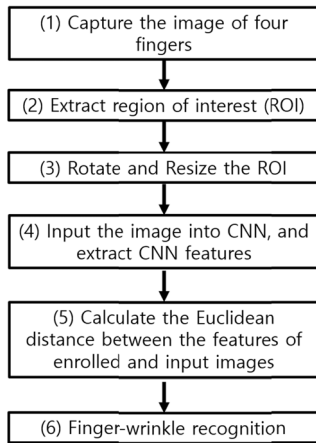 (1) Capture the image of four
fingers
(2) Extract region of interest (ROI)
(3) Rotate and Resize the ROI
(4) Input the image into CNN, and
extract CNN features
(5) Calculate the Euclidean
distance between the features of
enrolled and input images
(6) Finger-wrinkle recognition